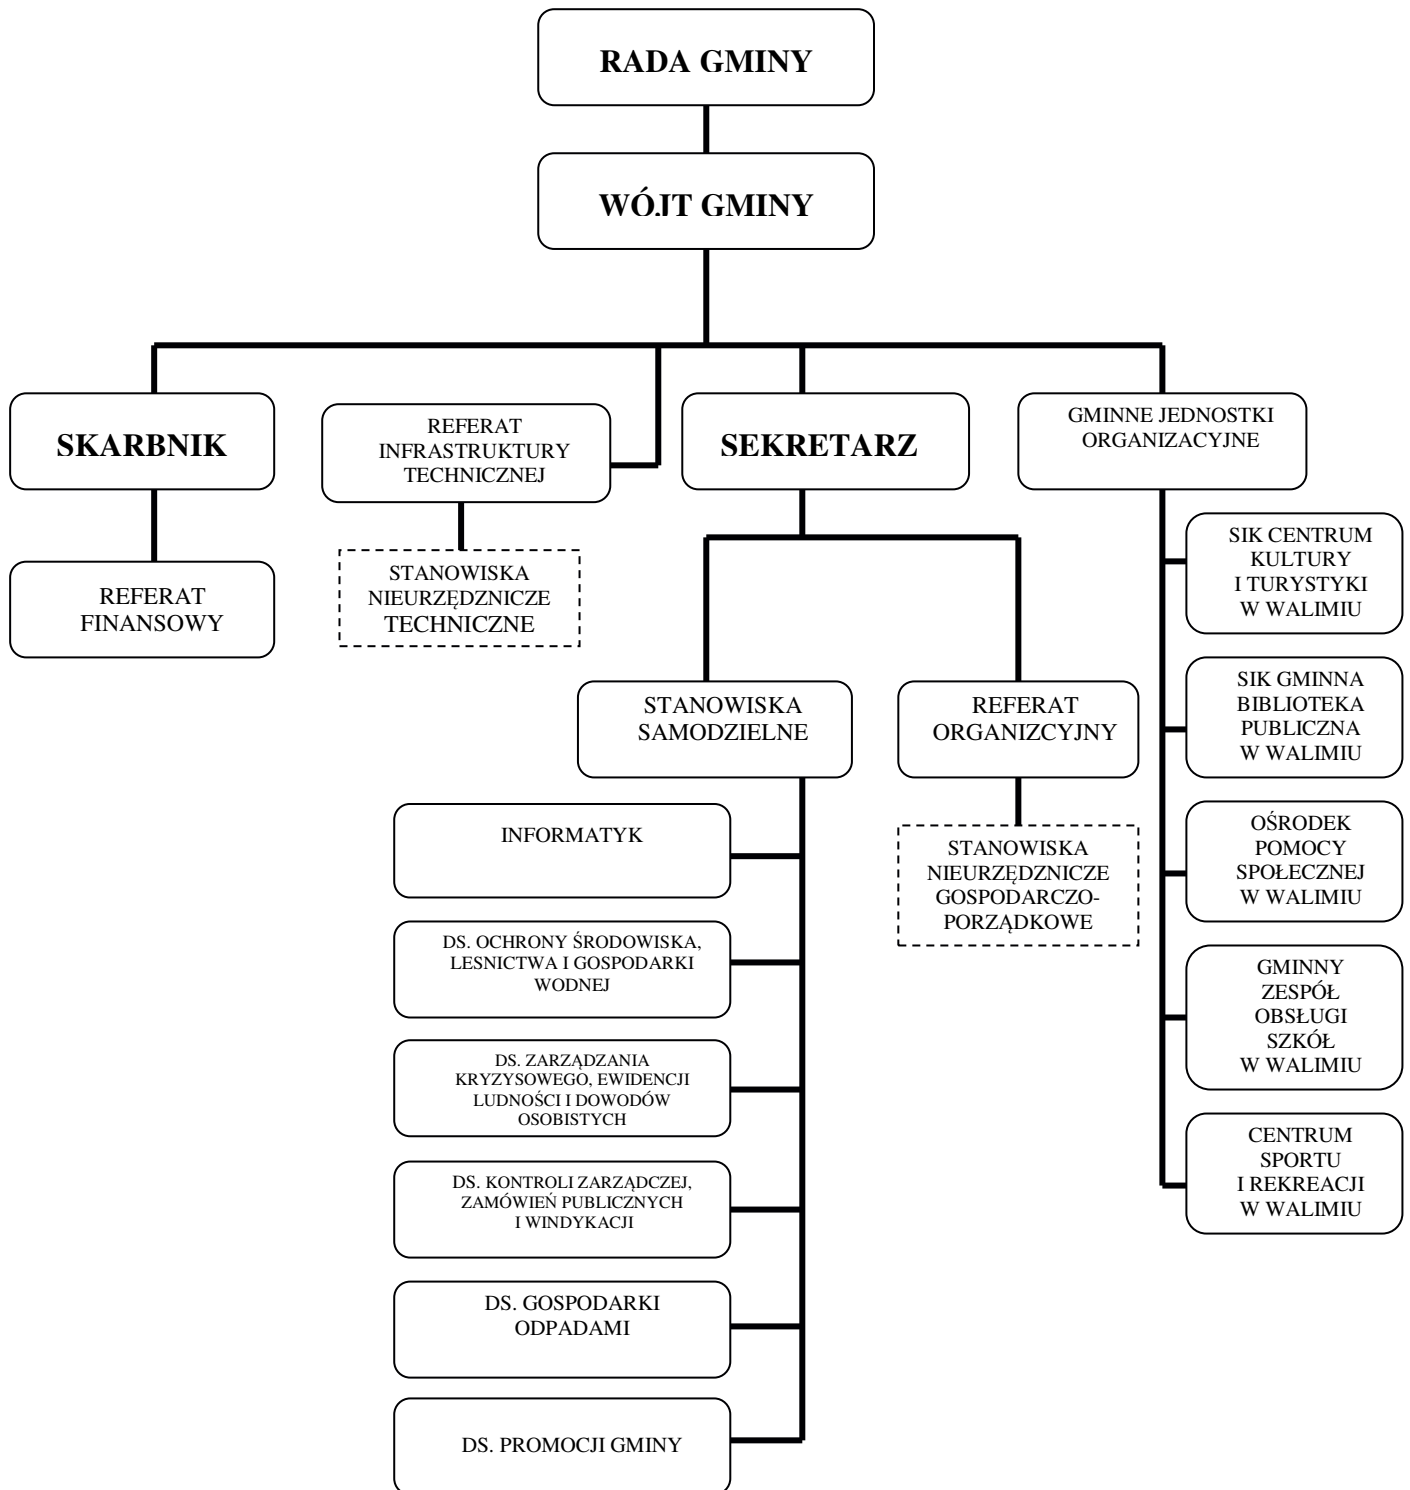 RADA GMINY
WÓJT GMINY
SKARBNIK
REFERAT
INFRASTRUKTURY
TECHNICZNEJ
SEKRETARZ
GMINNE JEDNOSTKI
ORGANIZACYJNE
REFERAT
FINANSOWY
STANOWISKA
NIEURZĘDZNICZE
TECHNICZNE
STANOWISKA
SAMODZIELNE
REFERAT
ORGANIZCYJNY
STANOWISKA
NIEURZĘDZNICZE
GOSPODARCZO-
PORZĄDKOWE
INFORMATYK
DS. OCHRONY ŚRODOWISKA,
LESNICTWA I GOSPODARKI
WODNEJ
DS. ZARZĄDZANIA
KRYZYSOWEGO, EWIDENCJI
LUDNOŚCI I DOWODÓW
OSOBISTYCH
DS. KONTROLI ZARZĄDCZEJ,
ZAMÓWIEŃ PUBLICZNYCH
I WINDYKACJI
DS. GOSPODARKI
ODPADAMI
DS. PROMOCJI GMINY
SIK CENTRUM
KULTURY
I TURYSTYKI
W WALIMIU
SIK GMINNA
BIBLIOTEKA
PUBLICZNA
W WALIMIU
OŚRODEK
POMOCY
SPOŁECZNEJ
W WALIMIU
GMINNY
ZESPÓŁ
OBSŁUGI
SZKÓŁ
W WALIMIU
CENTRUM
SPORTU
I REKREACJI
W WALIMIU